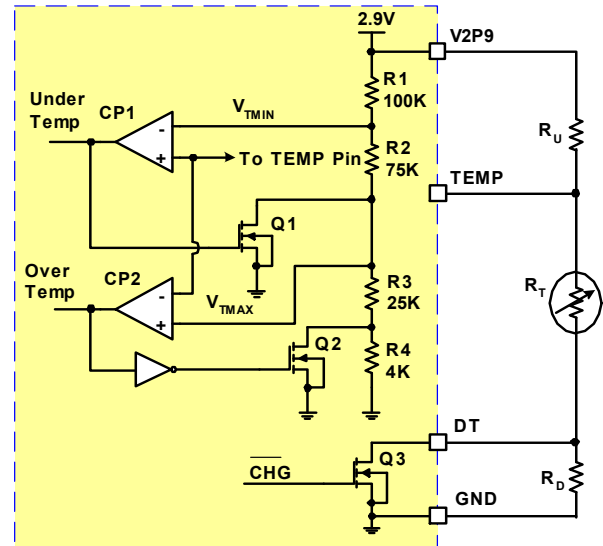 2.9V
V2P9
R1
100K
Under
Temp
CP1
VTMIN
-
+
To TEMP Pin
R2
75K
RU
TEMP
Q1
Over
Temp
CP2
-
+
VTMAX
R3
25K
RT
Q2
R4
4K
DT
CHG
Q3
RD
GND